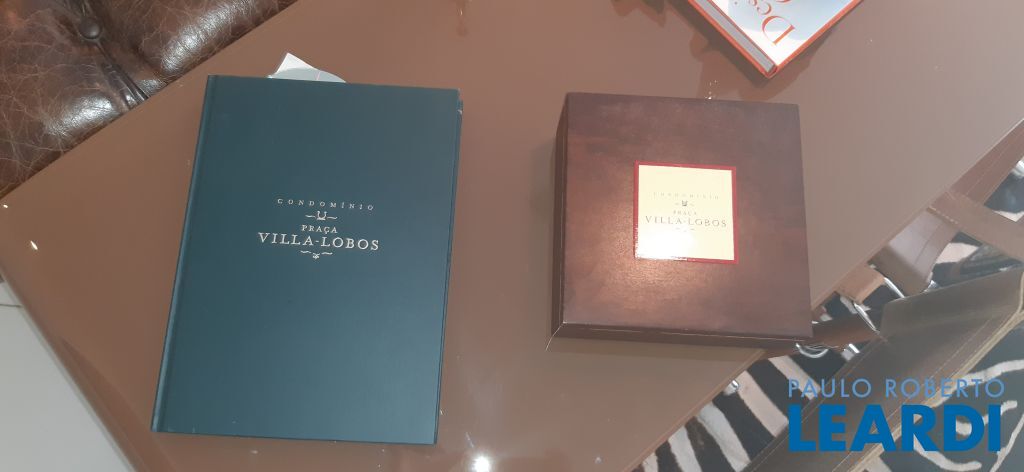 CONDOMÍNIO
PRAÇA
VILLA-LOBOS
CONDOMÍNIO
PRAÇA
VILLA-LOBOS
PAULO ROBERTO
LEARDI